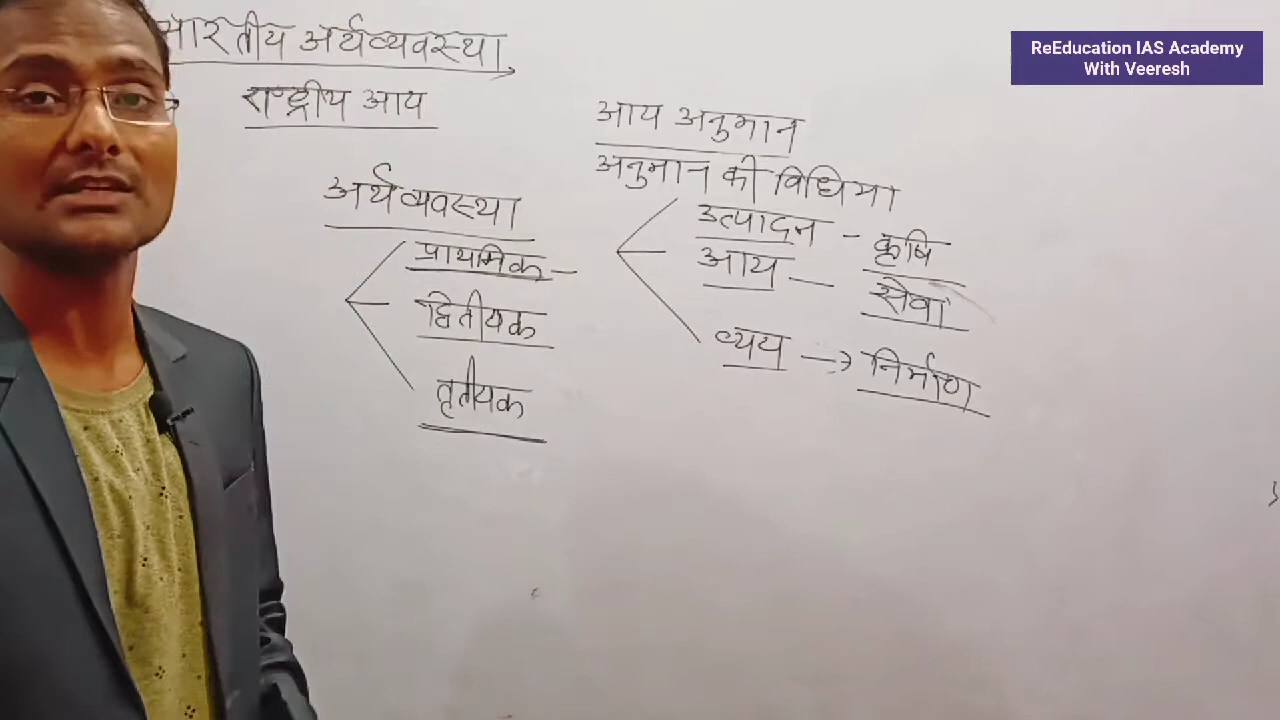 भारतीय अर्थव्यवस्था,
राष्ट्रीय आय
अर्थव्यवस्था
प्राथमिक –
द्वितीयक
तृतीयक
आय अनुमान
अनुमान की विधिया
उत्पादन – कृषि
आय — सेवा
व्यय → निर्माण
ReEducation IAS Academy
With Veeresh